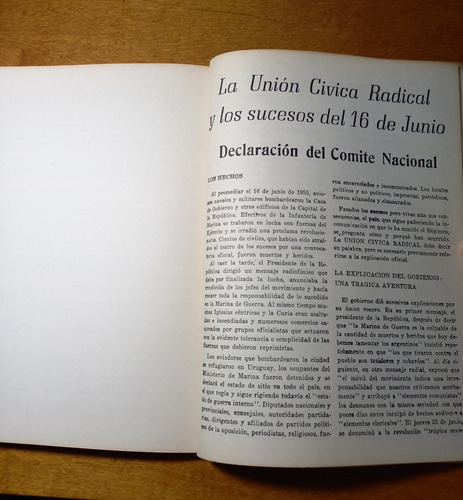 La Unión Civica Radical
y los sucesos del 16 de Junio
Declaración del Comite Nacional
LOS HECHOS
Al promediar el 16 de junio de 1955, avio-
nes navales y militares bombardearon la Casa
de Gobierno y otros edificios de la Capital de
la República. Efectivos de la Infantería de
Marina se trabaron en lucha con fuerzas del
Ejército y se irradió una proclama revolucio-
naria. Cientos de civiles, que habían sido atraí-
dos al teatro de los sucesos por una convoca-
toria oficial, fueron muertos y heridos.
Al caer la tarde, el Presidente de la Re-
pública dirigió un mensaje radiofónico que
daba por finalizada la lucha, anunciaba la
rendición de los jefes del movimiento y hacía
recaer toda la responsabilidad de lo sucedido
en la Marina de Guerra. Al mismo tiempo mu-
chas Iglesias céntricas y la Curia eran asalta-
das e incendiadas y numerosos comercios sa-
queados por grupos oficialistas que actuaron
con la evidente tolerancia o complicidad de las
fuerzas que debieron reprimirlas.
Los aviadores que bombardearon la ciudad
se refugiaron en Uruguay, los ocupantes del
Ministerio de Marina fueron detenidos y se
declaró el estado de sitio en todo el país, en
el que regía y sigue rigiendo todavía el "esta-
do de guerra interno". Diputados nacionales y
provinciales, concejales, autoridades partida-
rias, dirigentes y afiliados de partidos políti-
cos de la oposición, periodistas, religiosos, fue-
ron encarcelados e incomunicados. Los locales
políticos y no políticos, imprentas, periódicos,
fueron allanados y clausurados.
Pasados los sucesos pero vivas aún sus con-
secuencias, el país, que sigue padeciendo la in-
comunicación en que lo ha sumido el Régimen,
se pregunta cómo y porqué han ocurrido.
LA UNION CIVICA RADICAL debe decir
su palabra, pero es necesario previamente refe-
rirse a la explicación oficial.
LA EXPLICACION DEL GOBIERNO:
UNA TRAGICA AVENTURA
El gobierno dió sucesivas explicaciones por
su único vocero. En su primer mensaje, el
presidente de la República, después de decir
que "la Marina de Guerra es la culpable de
la cantidad de muertos y heridos que hoy de-
bemos lamentar los argentinos" insistió repe-
tidamente en que "los que tiraron contra el
pueblo son traidores y cobardes". Al día si-
guiente, en otro mensaje radial, expresó que
"el móvil del movimiento indica una irres-
ponsabilidad que nosotros criticamos acerba-
mente" y atribuyó a "elementos comunistas"
los desmanes con la misma seriedad con que
pocos días antes inculpó de hechos análogos a
"elementos clericales". El jueves 23 de junio,
se denominó a la revolución "trágica aven-